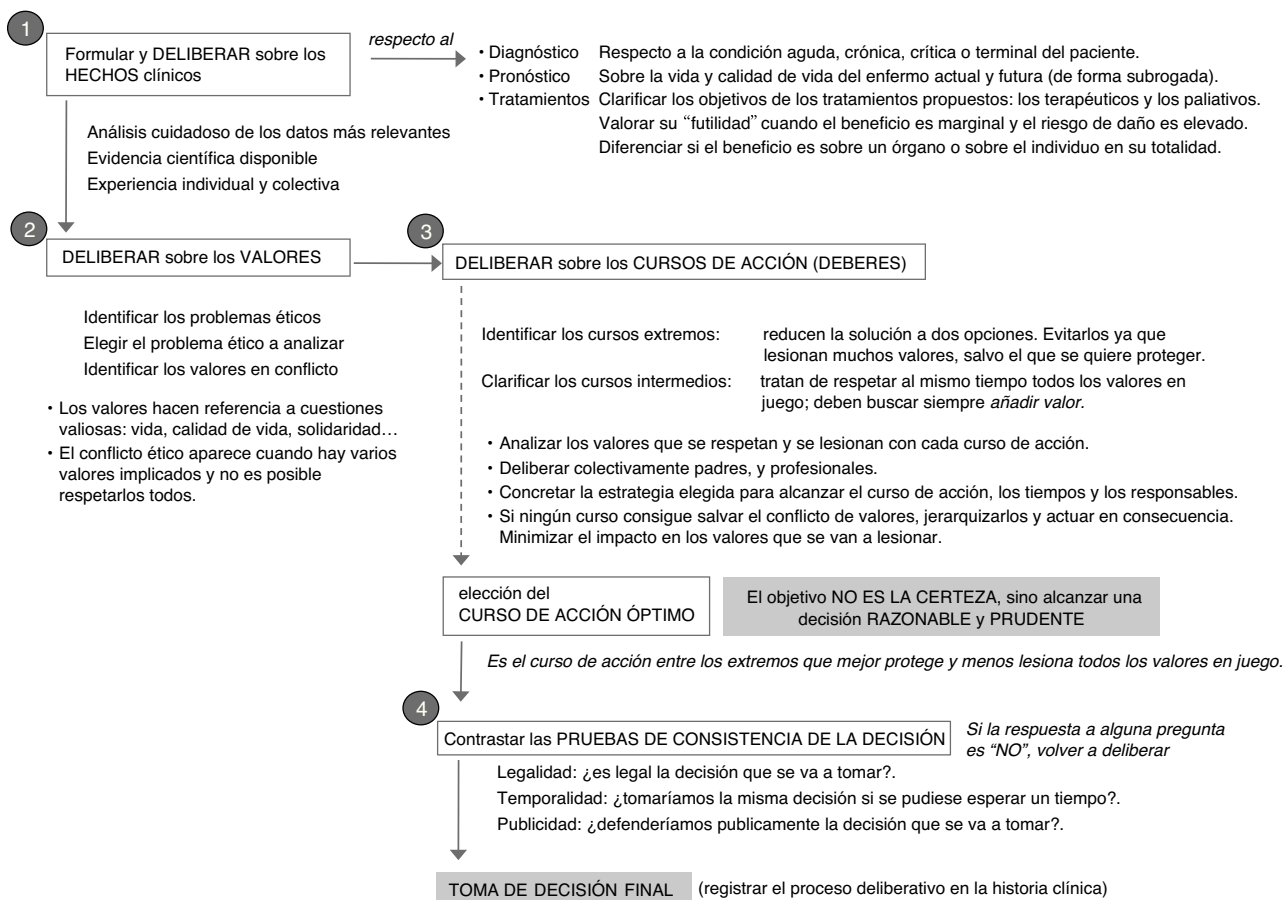 1
Formular y DELIBERAR sobre los
HECHOS clínicos
respecto al
• Diagnóstico Respecto a la condición aguda, crónica, crítica o terminal del paciente.
• Pronóstico Sobre la vida y calidad de vida del enfermo actual y futura (de forma subrogada).
• Tratamientos Clarificar los objetivos de los tratamientos propuestos: los terapéuticos y los paliativos.
Valorar su “futilidad” cuando el beneficio es marginal y el riesgo de daño es elevado.
Diferenciar si el beneficio es sobre un órgano o sobre el individuo en su totalidad.
Análisis cuidadoso de los datos más relevantes
Evidencia científica disponible
Experiencia individual y colectiva
2
DELIBERAR sobre los VALORES
Identificar los problemas éticos
Elegir el problema ético a analizar
Identificar los valores en conflicto
• Los valores hacen referencia a cuestiones
valiosas: vida, calidad de vida, solidaridad…
• El conflicto ético aparece cuando hay varios
valores implicados y no es posible
respetarlos todos.
3
DELIBERAR sobre los CURSOS DE ACCIÓN (DEBERES)
Identificar los cursos extremos: reducen la solución a dos opciones. Evitarlos ya que
lesionan muchos valores, salvo el que se quiere proteger.
Clarificar los cursos intermedios: tratan de respetar al mismo tiempo todos los valores en
juego; deben buscar siempre añadir valor.
• Analizar los valores que se respetan y se lesionan con cada curso de acción.
• Deliberar colectivamente padres, y profesionales.
• Concretar la estrategia elegida para alcanzar el curso de acción, los tiempos y los responsables.
• Si ningún curso consigue salvar el conflicto de valores, jerarquizarlos y actuar en consecuencia.
Minimizar el impacto en los valores que se van a lesionar.
elección del
CURSO DE ACCIÓN ÓPTIMO
El objetivo NO ES LA CERTEZA, sino alcanzar una
decisión RAZONABLE y PRUDENTE
Es el curso de acción entre los extremos que mejor protege y menos lesiona todos los valores en juego.
4
Contrastar las PRUEBAS DE CONSISTENCIA DE LA DECISIÓN
Si la respuesta a alguna pregunta
es “NO”, volver a deliberar
Legalidad: ¿es legal la decisión que se va a tomar?.
Temporalidad: ¿tomaríamos la misma decisión si se pudiese esperar un tiempo?.
Publicidad: ¿defenderíamos publicamente la decisión que se va a tomar?.
TOMA DE DECISIÓN FINAL (registrar el proceso deliberativo en la historia clínica)